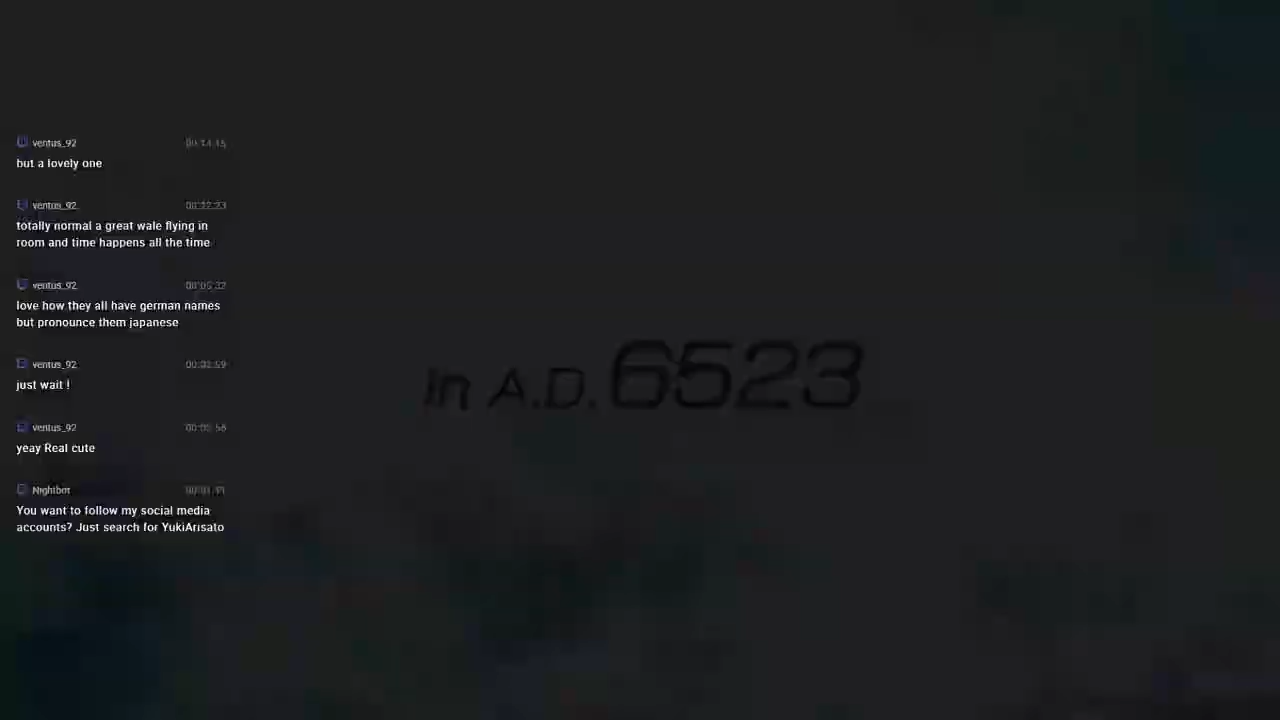 ventus_92
but a lovely one
ventus_92
totally normal a great wale flying in
room and time happens all the time
ventus_92
love how they all have german names
but pronounce them japanese
ventus_92
just wait !
ventus_92
yeay Real cute
Nightbot
You want to follow my social media
accounts? Just search for YukiArisato
In A.D. 6523